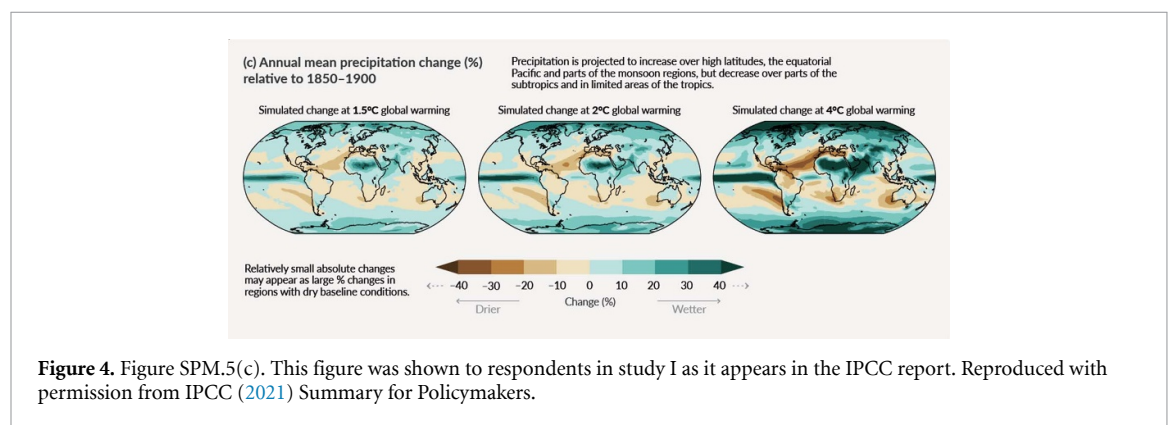 (c) Annual mean precipitation change (%)
relative to 1850–1900
Precipitation is projected to increase over high latitudes, the equatorial
Pacific and parts of the monsoon regions, but decrease over parts of the
subtropics and in limited areas of the tropics.
Simulated change at 1.5ºC global warming
Simulated change at 2ºC global warming
Simulated change at 4ºC global warming
Relatively small absolute changes
may appear as large % changes in
regions with dry baseline conditions.
−40 −30 −20 −10 0 10 20 30 40
Change (%)
Drier
Wetter
Figure 4. Figure SPM.5(c). This figure was shown to respondents in study I as it appears in the IPCC report. Reproduced with
permission from IPCC (2021) Summary for Policymakers.